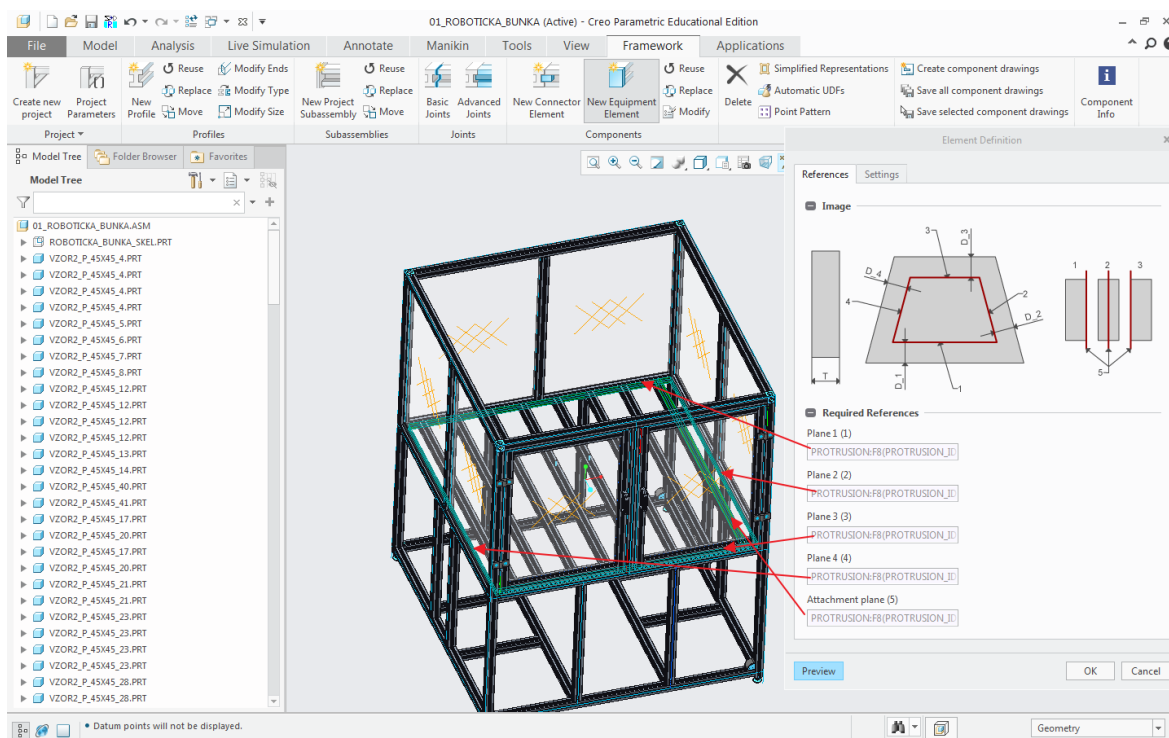 01_ROBOTICKA_BUNKA (Active) - Creo Parametric Educational Edition
File Model Analysis Live Simulation Annotate Manikin Tools View Framework Applications
Create new project
Project Parameters
Project
New Profile
Reuse
Replace
Move
Modify Ends
Modify Type
Modify Size
Profiles
New Project Subassembly
Reuse
Replace
Move
Subassemblies
Basic Joints
Advanced Joints
Joints
New Connector Element
New Equipment Element
Reuse
Replace
Modify
Delete
Simplified Representations
Automatic UDFs
Point Pattern
Components
Create component drawings
Save all component drawings
Save selected component drawings
Component Info
Model Tree Folder Browser Favorites
Model Tree
01_ROBOTICKA_BUNKA.ASM
ROBOTICKA_BUNKA_SKEL.PRT
VZOR2_P_45X45_4.PRT
VZOR2_P_45X45_4.PRT
VZOR2_P_45X45_4.PRT
VZOR2_P_45X45_4.PRT
VZOR2_P_45X45_5.PRT
VZOR2_P_45X45_6.PRT
VZOR2_P_45X45_7.PRT
VZOR2_P_45X45_8.PRT
VZOR2_P_45X45_12.PRT
VZOR2_P_45X45_12.PRT
VZOR2_P_45X45_12.PRT
VZOR2_P_45X45_12.PRT
VZOR2_P_45X45_13.PRT
VZOR2_P_45X45_14.PRT
VZOR2_P_45X45_40.PRT
VZOR2_P_45X45_41.PRT
VZOR2_P_45X45_17.PRT
VZOR2_P_45X45_20.PRT
VZOR2_P_45X45_17.PRT
VZOR2_P_45X45_20.PRT
VZOR2_P_45X45_21.PRT
VZOR2_P_45X45_21.PRT
VZOR2_P_45X45_23.PRT
VZOR2_P_45X45_23.PRT
VZOR2_P_45X45_23.PRT
VZOR2_P_45X45_23.PRT
VZOR2_P_45X45_28.PRT
VZOR2_P_45X45_28.PRT
Element Definition
References Settings
Image
T
3
D_3
D_4
4
2
D_2
D_1
1
1 2 3
5
Required References
Plane 1 (1)
PROTRUSION:F8(PROTRUSION_ID
Plane 2 (2)
PROTRUSION:F8(PROTRUSION_ID
Plane 3 (3)
PROTRUSION:F8(PROTRUSION_ID
Plane 4 (4)
PROTRUSION:F8(PROTRUSION_ID
Attachment plane (5)
PROTRUSION:F8(PROTRUSION_ID
Preview OK Cancel
Datum points will not be displayed.
Geometry